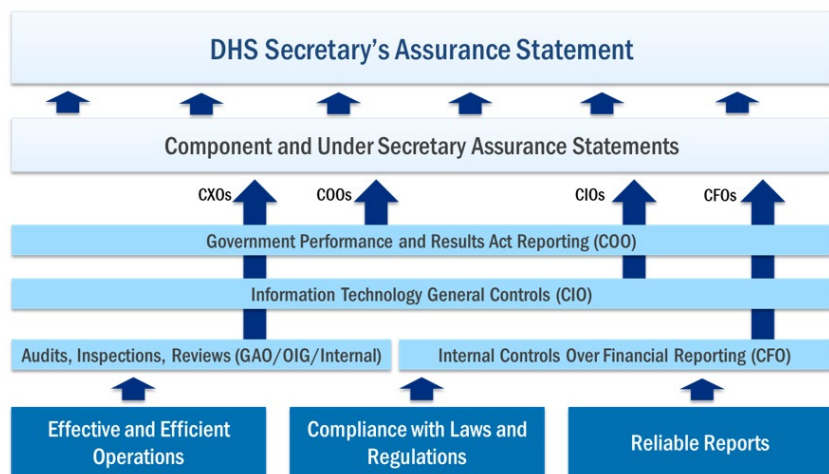 DHS Secretary's Assurance Statement
Component and Under Secretary Assurance Statements
CXOs
COOs
CIOs
CFOs
Government Performance and Results Act Reporting (COO)
Information Technology General Controls (CIO)
Audits, Inspections, Reviews (GAO/OIG/Internal)
Internal Controls Over Financial Reporting (CFO)
Effective and Efficient
Operations
Compliance with Laws and
Regulations
Reliable Reports